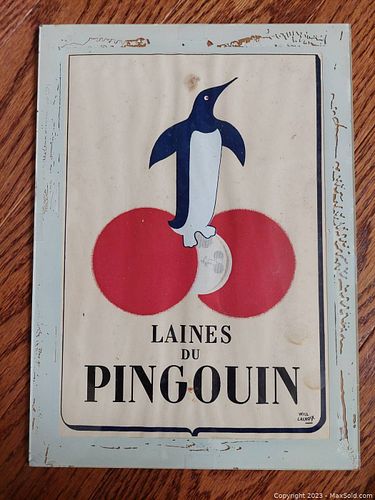 LAINES
DU
PINGOUIN
Copyright 2023 - MaxSold.com